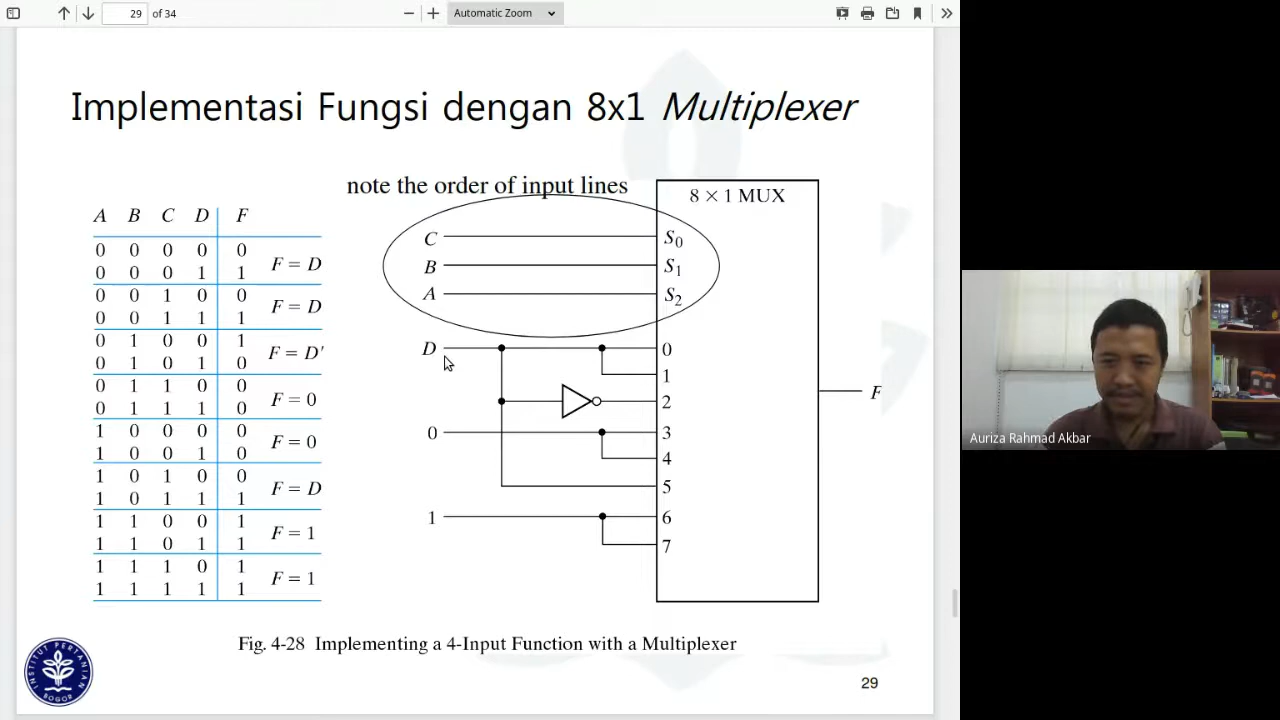 29 of 34
Automatic Zoom
Implementasi Fungsi dengan 8x1 Multiplexer
note the order of input lines
8 × 1 MUX
A B C D F
0 0 0 0 0
0 0 0 1 1
F = D
0 0 1 0 0
0 0 1 1 1
F = D
0 1 0 0 1
0 1 0 1 0
F = D'
0 1 1 0 0
0 1 1 1 0
F = 0
1 0 0 0 0
1 0 0 1 0
F = 0
1 0 1 0 0
1 0 1 1 1
F = D
1 1 0 0 1
1 1 0 1 1
F = 1
1 1 1 0 1
1 1 1 1 1
F = 1
C S0
B S1
A S2
D 0
1
2
0 3
4
5
1 6
7
F
Fig. 4-28 Implementing a 4-Input Function with a Multiplexer
INSTITUT PERTANIAN
BOGOR
29
Auriza Rahmad Akbar